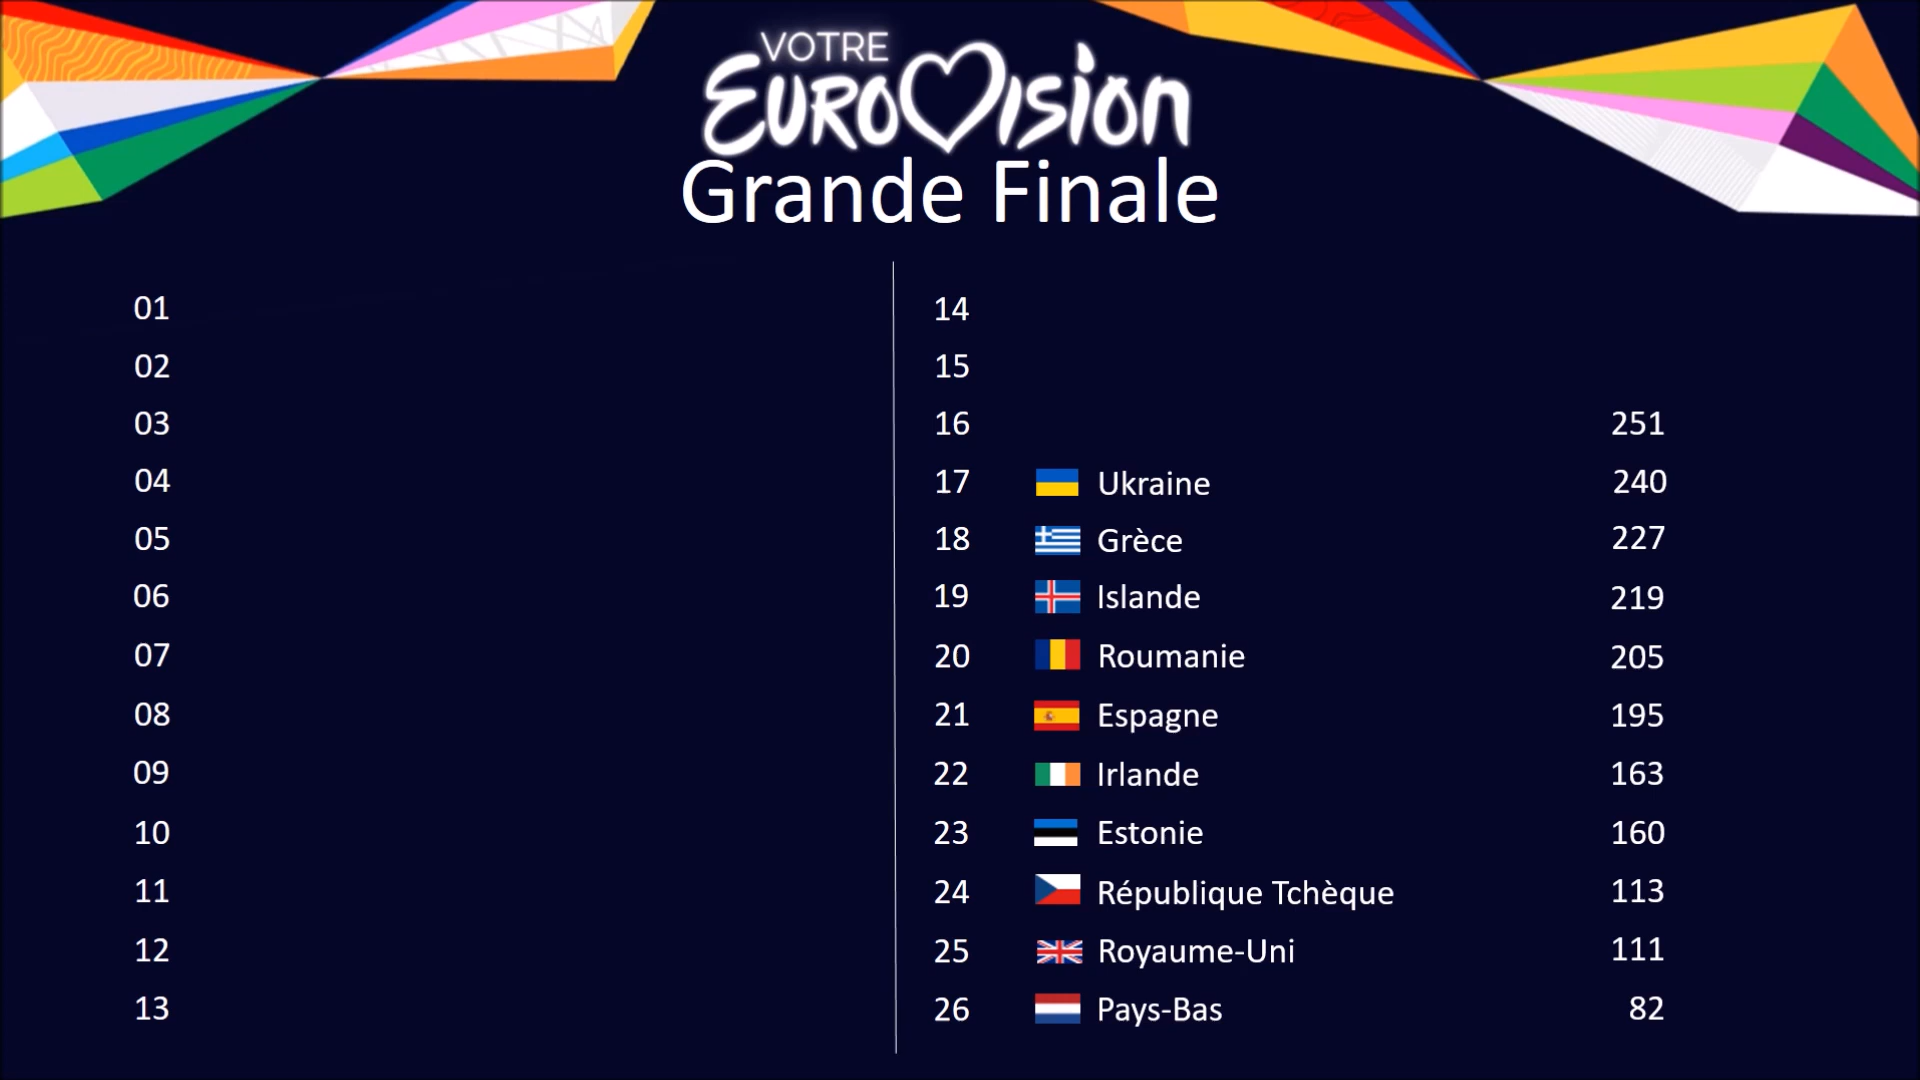 VOTRE
EUROVISION
Grande Finale
01
02
03
04
05
06
07
08
09
10
11
12
13
14
15
16 251
17 Ukraine 240
18 Grèce 227
19 Islande 219
20 Roumanie 205
21 Espagne 195
22 Irlande 163
23 Estonie 160
24 République Tchèque 113
25 Royaume-Uni 111
26 Pays-Bas 82